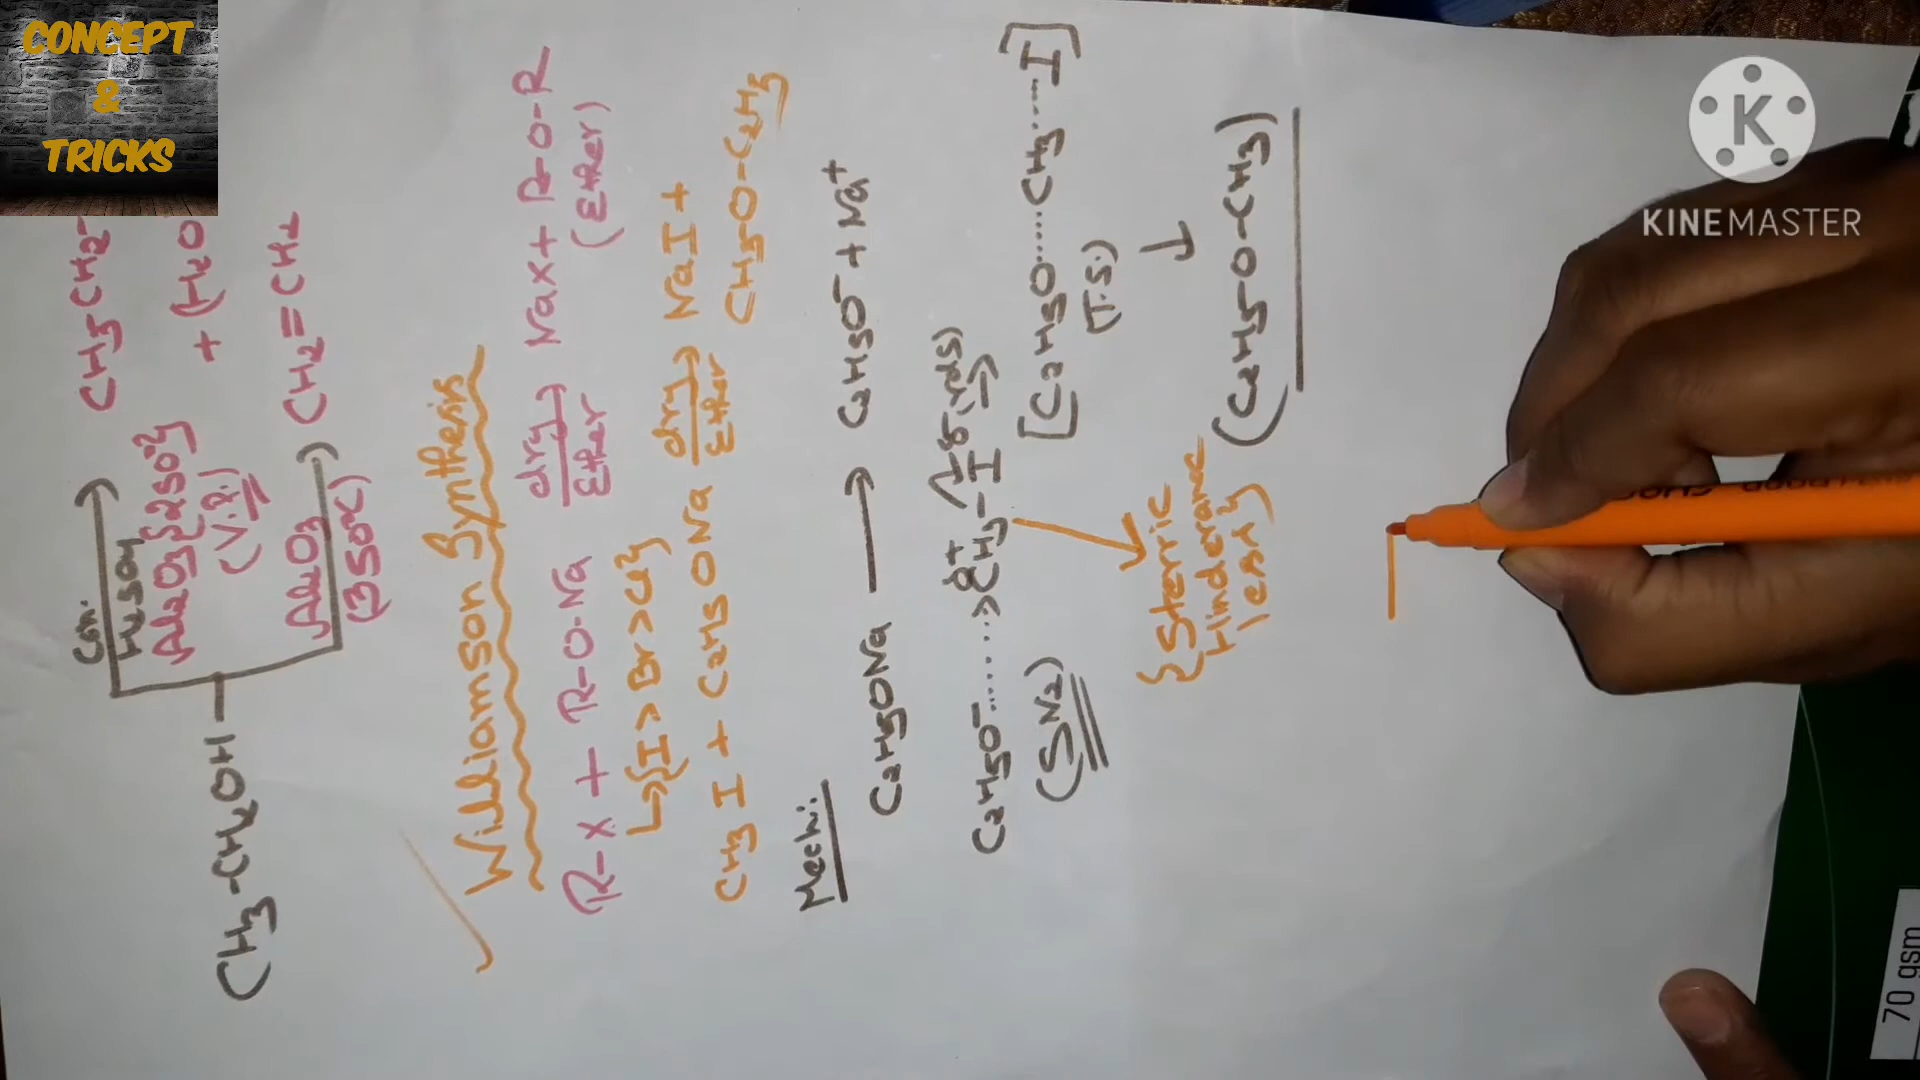 CONCEPT
&
TRICKS
KINEMASTER
CH3-CH2OH
Con. H2SO4
Al2O3 {250°}
(V.P.)
CH3CH2-
+ (H2O
Al2O3
(350°C)
CH2=CH2
Williamson Synthesis
R-X + R-O-Na dry Ether → NaX + R-O-R
(Ether)
{I>Br>Cl}
CH3I + C2H5ONa dry Ether → NaI +
CH3-O-C2H5
Mech:
C2H5ONa → C2H5O- + Na+
C2H5O-......> δ+ CH3-I δ- (rds) →
[C2H5O.....CH3.....I]
(SN2)
(T.S.)
{Sterric
Hinderance
less}
(C2H5-O-CH3)
70 gsm